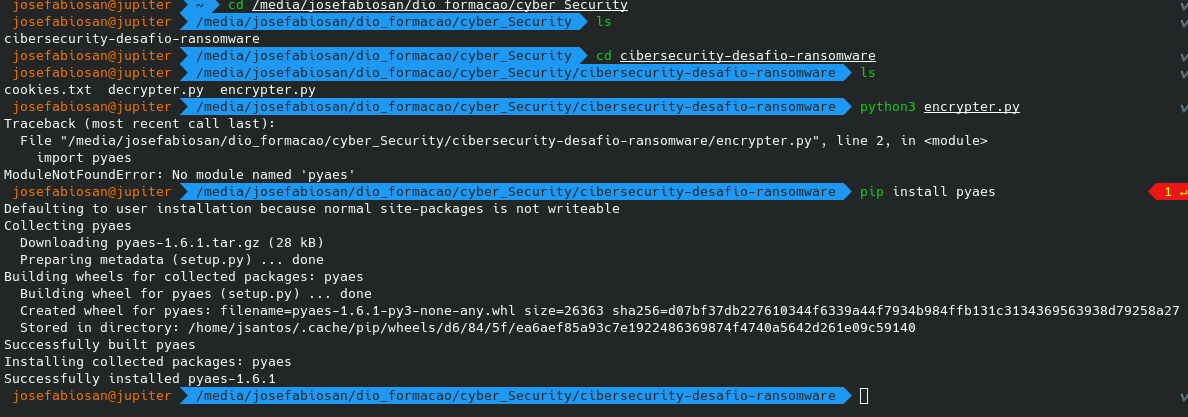 josefabiosan@jupiter ~ cd /media/josefabiosan/dio_formacao/cyber_Security
josefabiosan@jupiter /media/josefabiosan/dio_formacao/cyber_Security ls
cibersecurity-desafio-ransomware
josefabiosan@jupiter /media/josefabiosan/dio_formacao/cyber_Security cd cibersecurity-desafio-ransomware
josefabiosan@jupiter /media/josefabiosan/dio_formacao/cyber_Security/cibersecurity-desafio-ransomware ls
cookies.txt decrypter.py encrypter.py
josefabiosan@jupiter /media/josefabiosan/dio_formacao/cyber_Security/cibersecurity-desafio-ransomware python3 encrypter.py
Traceback (most recent call last):
File "/media/josefabiosan/dio_formacao/cyber_Security/cibersecurity-desafio-ransomware/encrypter.py", line 2, in <module>
import pyaes
ModuleNotFoundError: No module named 'pyaes'
josefabiosan@jupiter /media/josefabiosan/dio_formacao/cyber_Security/cibersecurity-desafio-ransomware pip install pyaes 1 ↵
Defaulting to user installation because normal site-packages is not writeable
Collecting pyaes
Downloading pyaes-1.6.1.tar.gz (28 kB)
Preparing metadata (setup.py) ... done
Building wheels for collected packages: pyaes
Building wheel for pyaes (setup.py) ... done
Created wheel for pyaes: filename=pyaes-1.6.1-py3-none-any.whl size=26363 sha256=d07bf37db227610344f6339a44f7934b984ffb131c3134369563938d79258a27
Stored in directory: /home/jsantos/.cache/pip/wheels/d6/84/5f/ea6aef85a93c7e1922486369874f4740a5642d261e09c59140
Successfully built pyaes
Installing collected packages: pyaes
Successfully installed pyaes-1.6.1
josefabiosan@jupiter /media/josefabiosan/dio_formacao/cyber_Security/cibersecurity-desafio-ransomware